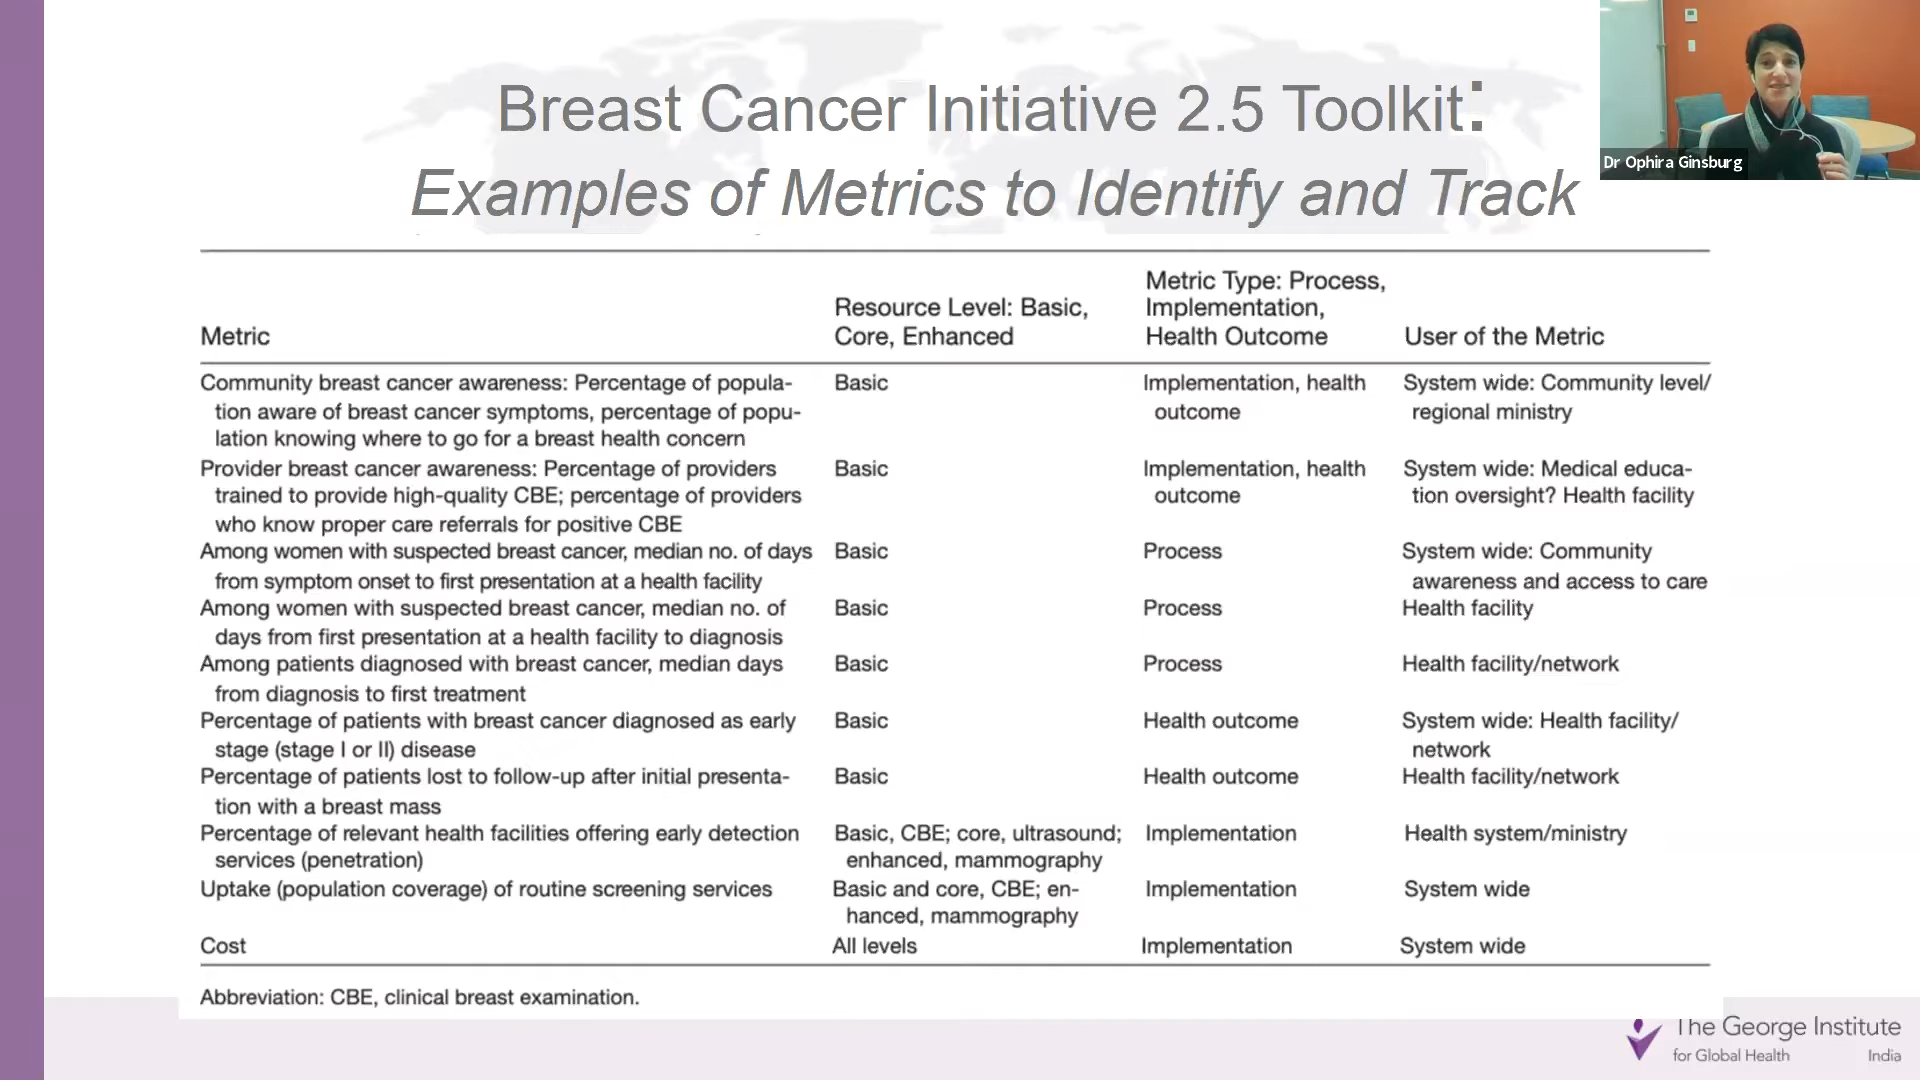 Breast Cancer Initiative 2.5 Toolkit:
Examples of Metrics to Identify and Track
Dr Ophira Ginsburg
Metric
Resource Level: Basic,
Core, Enhanced
Metric Type: Process,
Implementation,
Health Outcome
User of the Metric
Community breast cancer awareness: Percentage of popula-
tion aware of breast cancer symptoms, percentage of popu-
lation knowing where to go for a breast health concern
Basic
Implementation, health
outcome
System wide: Community level/
regional ministry
Provider breast cancer awareness: Percentage of providers
trained to provide high-quality CBE; percentage of providers
who know proper care referrals for positive CBE
Basic
Implementation, health
outcome
System wide: Medical educa-
tion oversight? Health facility
Among women with suspected breast cancer, median no. of days
from symptom onset to first presentation at a health facility
Basic
Process
System wide: Community
awareness and access to care
Among women with suspected breast cancer, median no. of
days from first presentation at a health facility to diagnosis
Basic
Process
Health facility
Among patients diagnosed with breast cancer, median days
from diagnosis to first treatment
Basic
Process
Health facility/network
Percentage of patients with breast cancer diagnosed as early
stage (stage I or II) disease
Basic
Health outcome
System wide: Health facility/
network
Percentage of patients lost to follow-up after initial presenta-
tion with a breast mass
Basic
Health outcome
Health facility/network
Percentage of relevant health facilities offering early detection
services (penetration)
Basic, CBE; core, ultrasound;
enhanced, mammography
Implementation
Health system/ministry
Uptake (population coverage) of routine screening services
Basic and core, CBE; en-
hanced, mammography
Implementation
System wide
Cost
All levels
Implementation
System wide
Abbreviation: CBE, clinical breast examination.
The George Institute
for Global Health
India